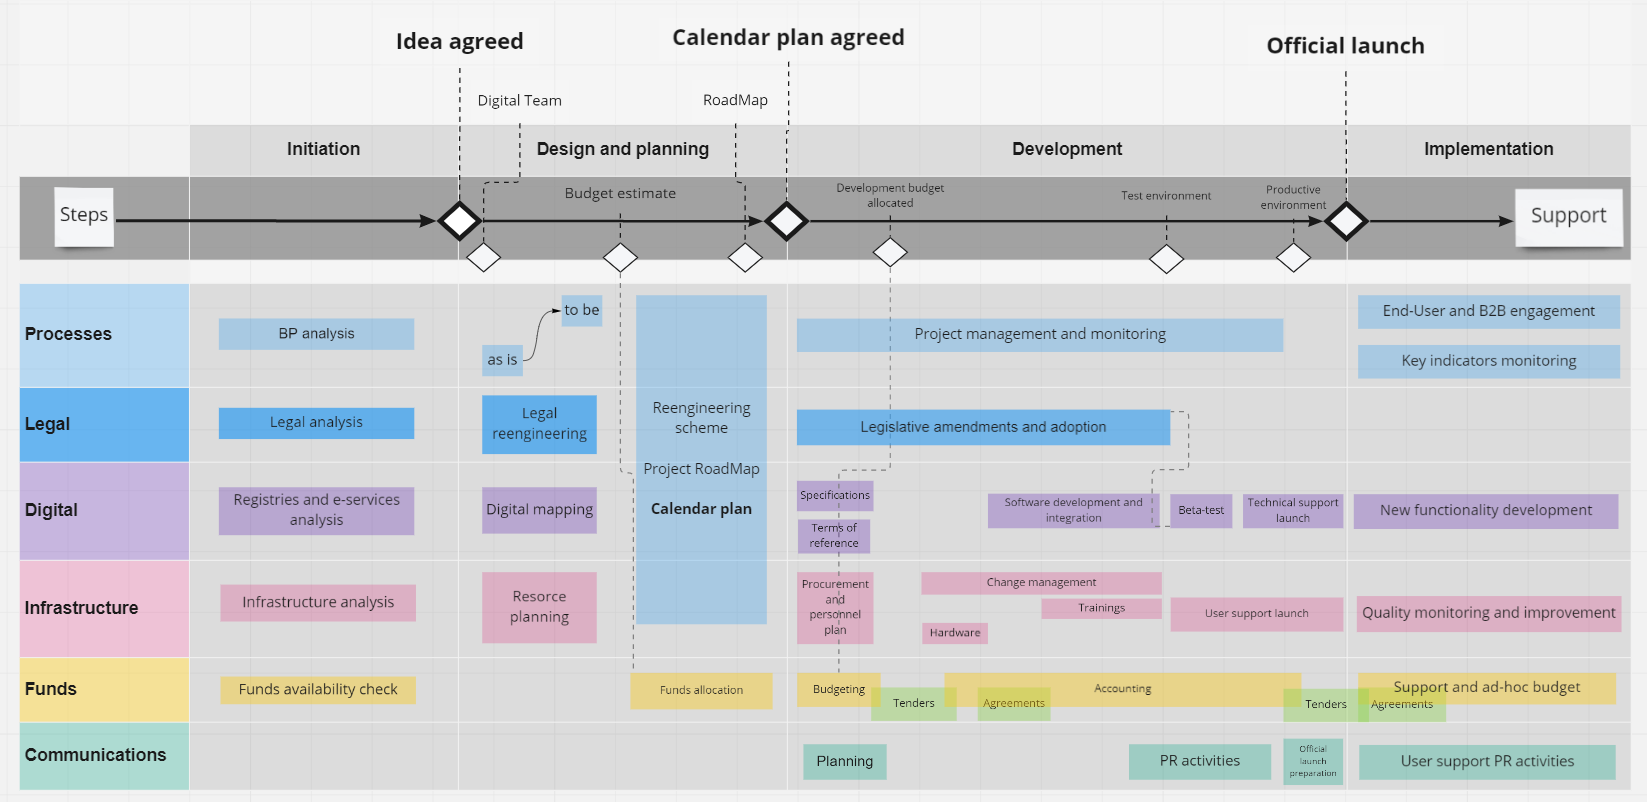 Idea agreed
Calendar plan agreed
Official launch
Digital Team
RoadMap
Initiation
Design and planning
Development
Implementation
Steps
Budget estimate
Development budget
allocated
Test environment
Productive
environment
Support
Processes
BP analysis
to be
as is
Project management and monitoring
End-User and B2B engagement
Key indicators monitoring
Legal
Legal analysis
Legal
reengineering
Reengineering
scheme
Project RoadMap
Calendar plan
Legislative amendments and adoption
Digital
Registries and e-services
analysis
Digital mapping
Specifications
Terms of
reference
Software development and
integration
Beta-test
Technical support
launch
New functionality development
Infrastructure
Infrastructure analysis
Resorce
planning
Procurement
and
personnel
plan
Change management
Trainings
Hardware
User support launch
Quality monitoring and improvement
Funds
Funds availability check
Funds allocation
Budgeting
Tenders
Agreements
Accounting
Tenders
Agreements
Support and ad-hoc budget
Communications
Planning
PR activities
Official
launch
preparation
User support PR activities